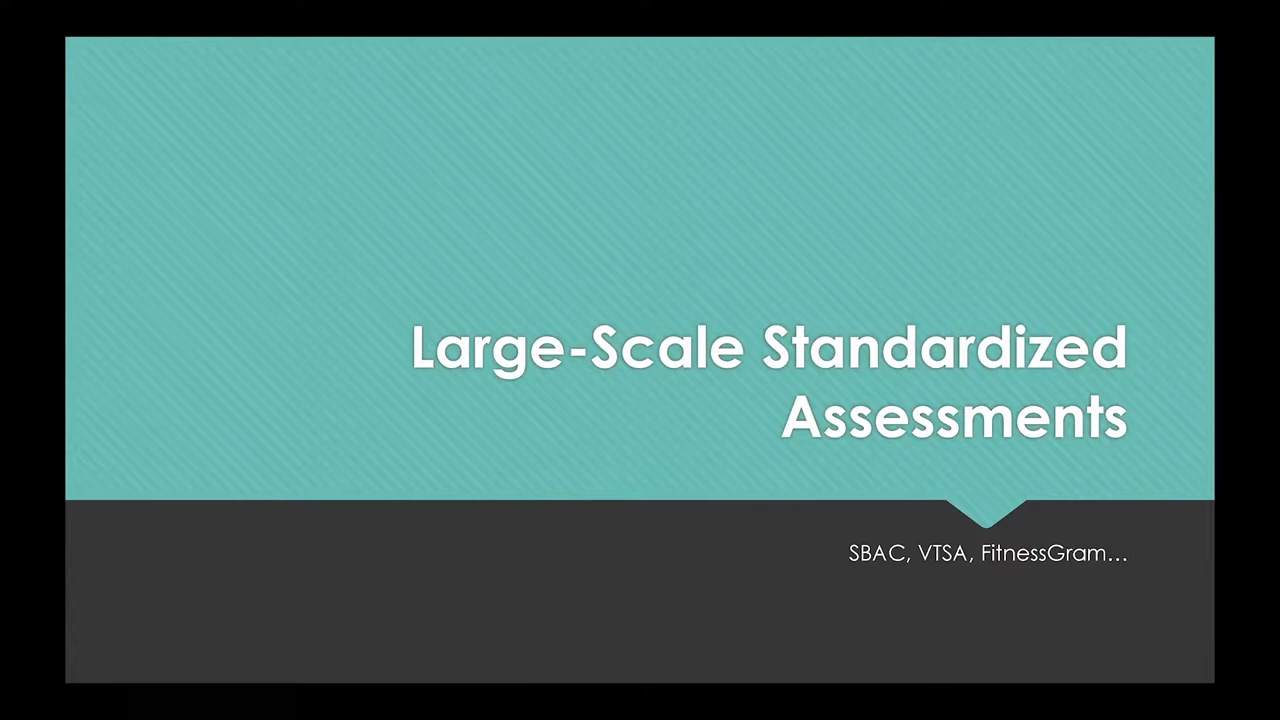 Large-Scale Standardized
Assessments
SBAC, VTSA, FitnessGram…